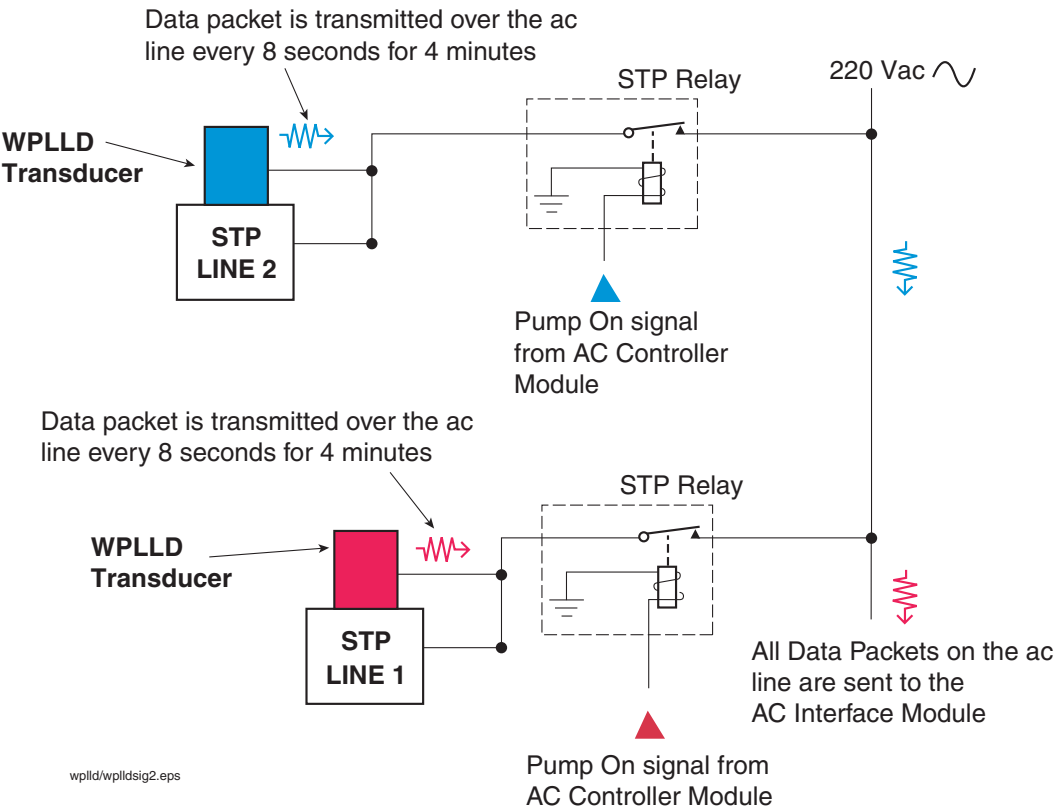 Data packet is transmitted over the ac
line every 8 seconds for 4 minutes
STP Relay
220 Vac
WPLLD
Transducer
STP
LINE 2
Pump On signal
from AC Controller
Module
Data packet is transmitted over the ac
line every 8 seconds for 4 minutes
STP Relay
WPLLD
Transducer
STP
LINE 1
All Data Packets on the ac
line are sent to the
AC Interface Module
Pump On signal from
AC Controller Module
wplld/wplldsig2.eps